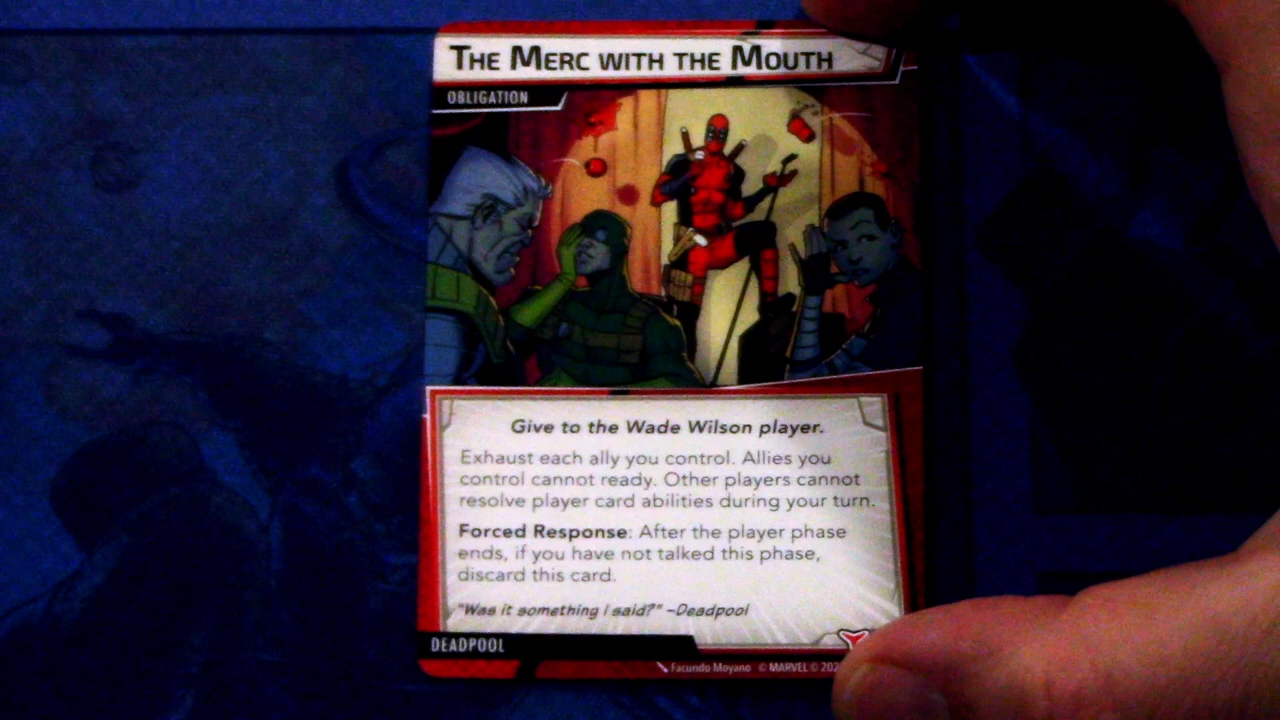 THE MERC WITH THE MOUTH
OBLIGATION
Give to the Wade Wilson player.
Exhaust each ally you control. Allies you
control cannot ready. Other players cannot
resolve player card abilities during your turn.
Forced Response: After the player phase
ends, if you have not talked this phase,
discard this card.
"Was it something I said?" –Deadpool
DEADPOOL
Facundo Moyano © MARVEL ©